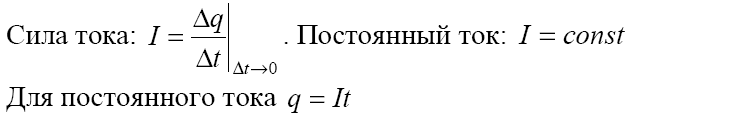 Сила тока: I = Δq/Δt |Δt→0 . Постоянный ток: I = const
Для постоянного тока q = It